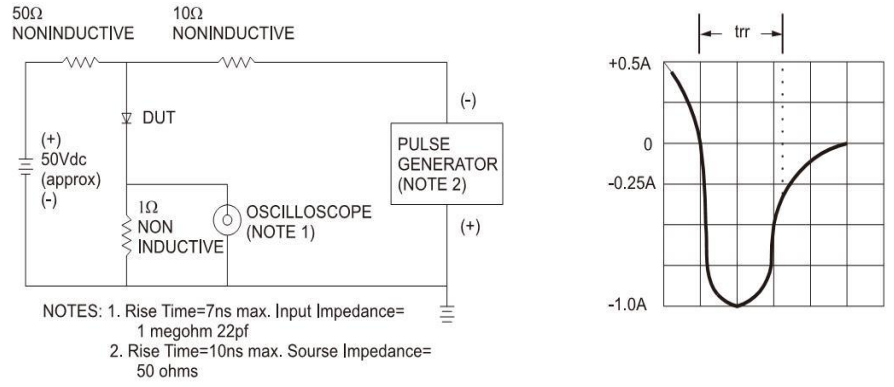 50Ω
NONINDUCTIVE
10Ω
NONINDUCTIVE
DUT
(+)
50Vdc
(approx)
(-)
1Ω
NON
INDUCTIVE
OSCILLOSCOPE
(NOTE 1)
(-)
PULSE
GENERATOR
(NOTE 2)
(+)
NOTES: 1. Rise Time=7ns max. Input Impedance=
1 megohm 22pf
2. Rise Time=10ns max. Sourse Impedance=
50 ohms
trr
+0.5A
0
-0.25A
-1.0A